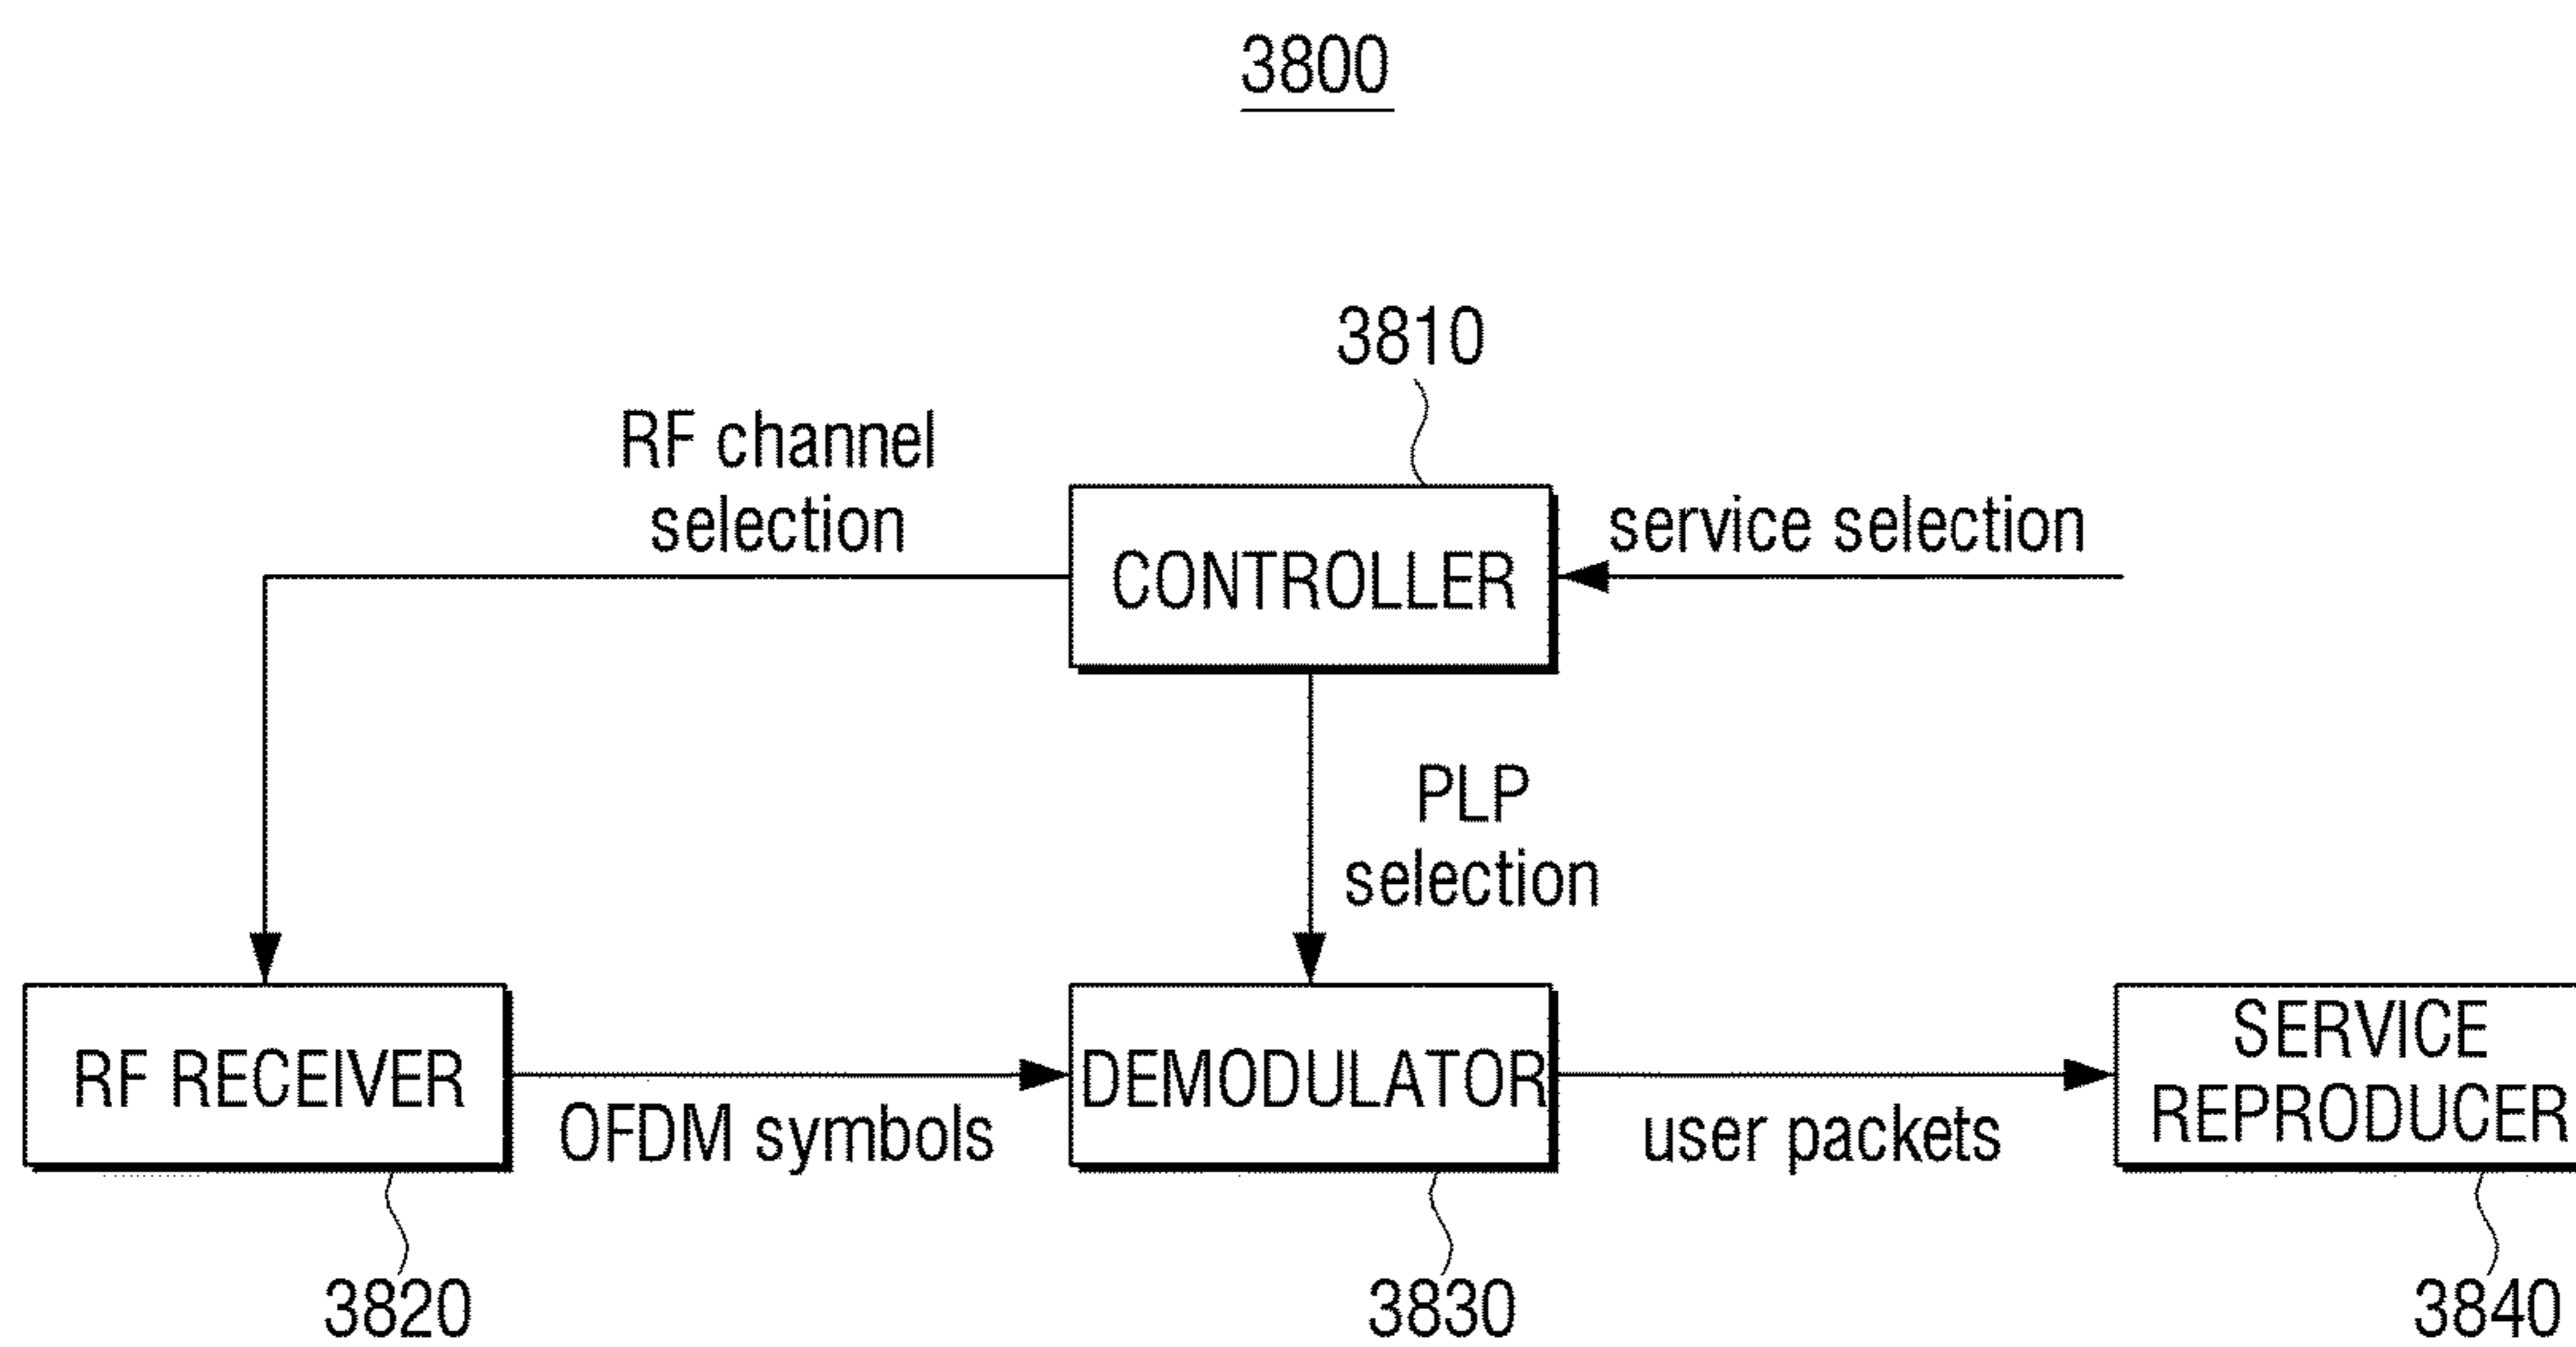 3800
3810
RF channel
selection
CONTROLLER
service selection
PLP
selection
RF RECEIVER
OFDM symbols
DEMODULATOR
user packets
SERVICE
REPRODUCER
3820
3830
3840